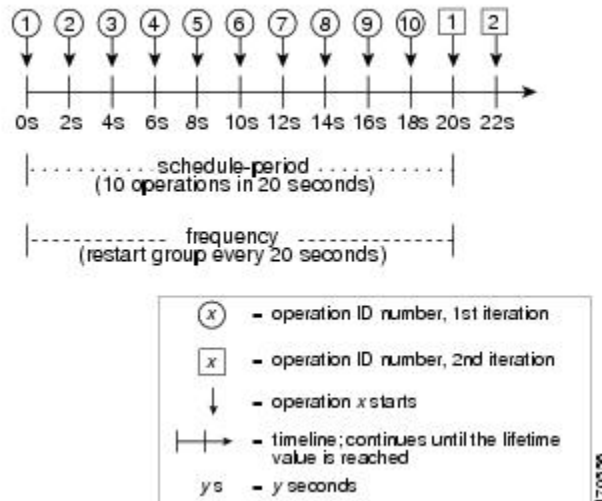 1 2 3 4 5 6 7 8 9 10 1 2
0s 2s 4s 6s 8s 10s 12s 14s 16s 18s 20s 22s
schedule-period
(10 operations in 20 seconds)
frequency
(restart group every 20 seconds)
x = operation ID number, 1st iteration
x = operation ID number, 2nd iteration
= operation x starts
= timeline; continues until the lifetime
value is reached
y s = y seconds